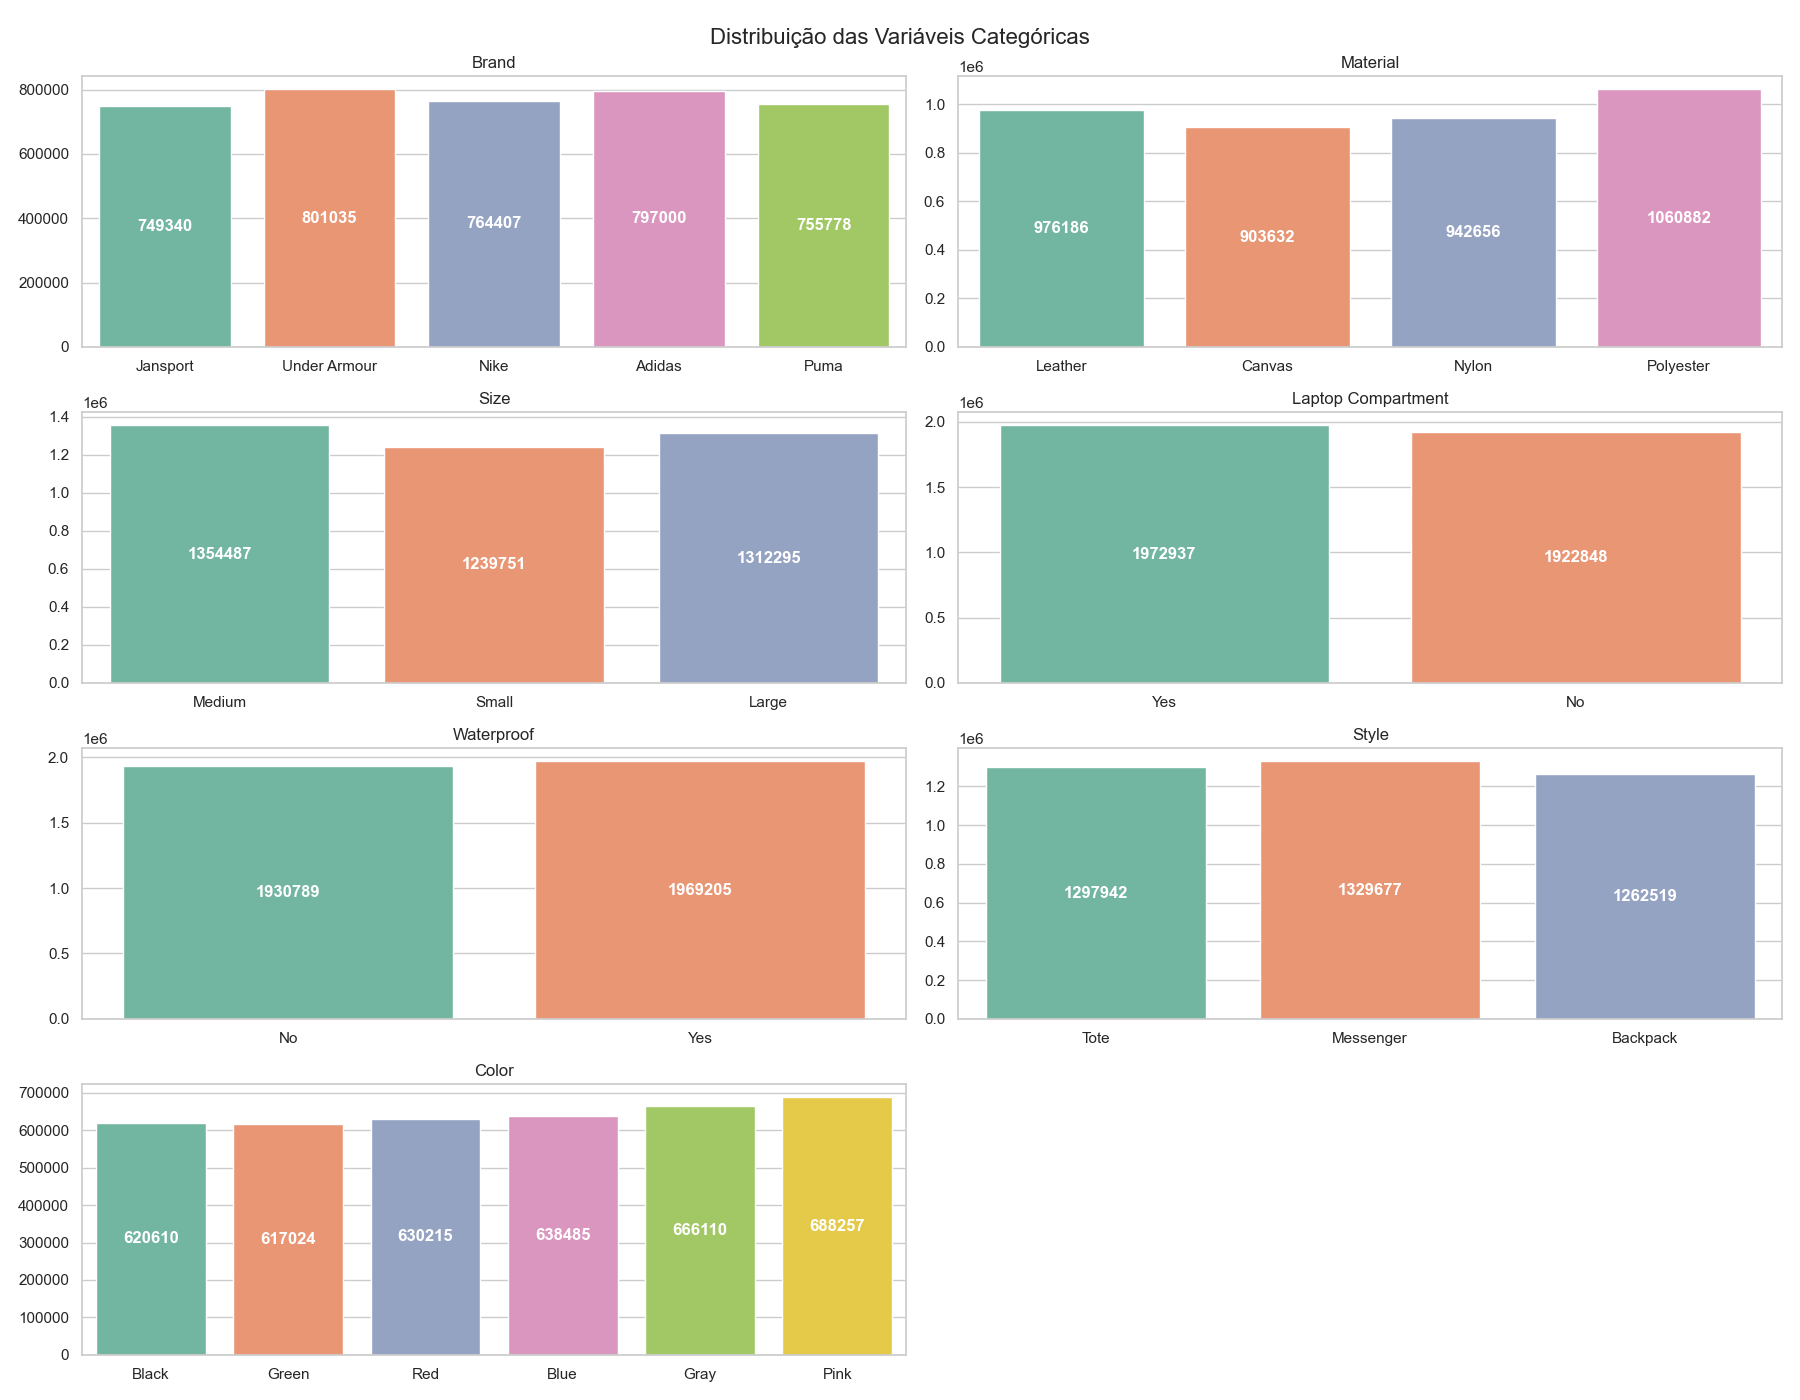 Distribuição das Variáveis Categóricas
Brand
800000
600000
400000
200000
0
749340
801035
764407
797000
755778
Jansport
Under Armour
Nike
Adidas
Puma
Material
1e6
1.0
0.8
0.6
0.4
0.2
0.0
976186
903632
942656
1060882
Leather
Canvas
Nylon
Polyester
Size
1e6
1.4
1.2
1.0
0.8
0.6
0.4
0.2
0.0
1354487
1239751
1312295
Medium
Small
Large
Laptop Compartment
1e6
2.0
1.5
1.0
0.5
0.0
1972937
1922848
Yes
No
Waterproof
1e6
2.0
1.5
1.0
0.5
0.0
1930789
1969205
No
Yes
Style
1e6
1.2
1.0
0.8
0.6
0.4
0.2
0.0
1297942
1329677
1262519
Tote
Messenger
Backpack
Color
700000
600000
500000
400000
300000
200000
100000
0
620610
617024
630215
638485
666110
688257
Black
Green
Red
Blue
Gray
Pink